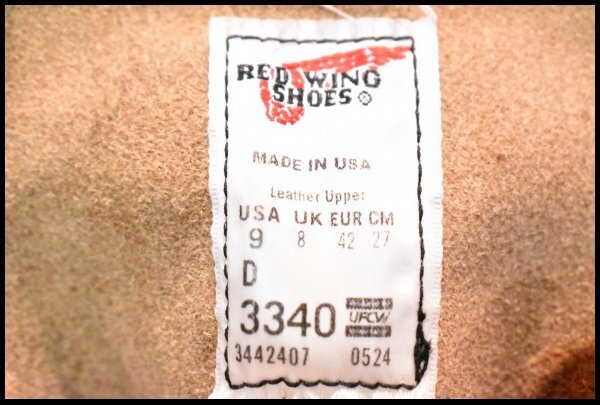 RED WING
SHOES ®
MADE IN USA
Leather Upper
USA UK EUR CM
9 8 42 27
D
3340 UFCW
3442407 0524